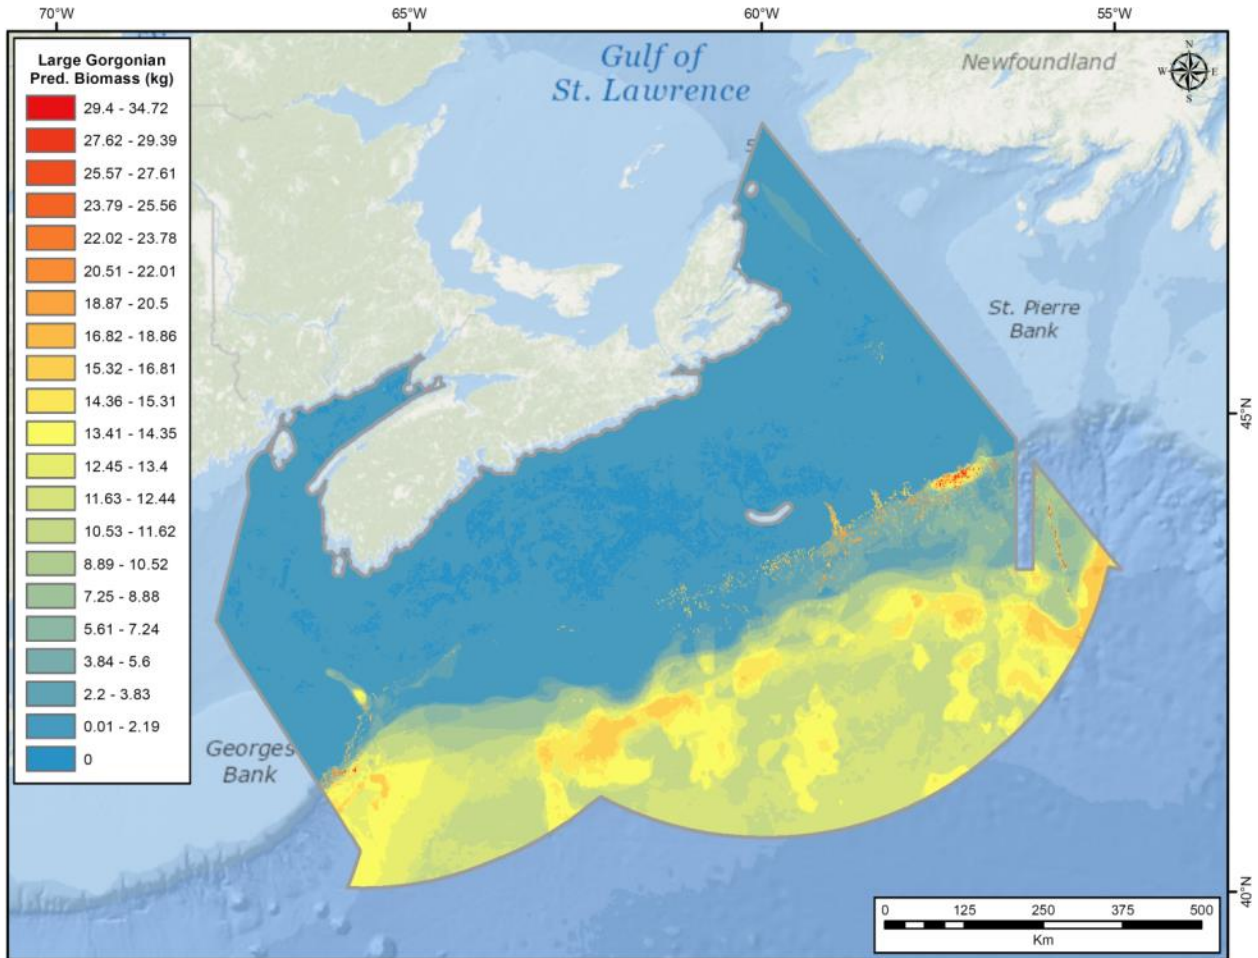 70°W
65°W
60°W
55°W
Large Gorgonian
Pred. Biomass (kg)
29.4 - 34.72
27.62 - 29.39
25.57 - 27.61
23.79 - 25.56
22.02 - 23.78
20.51 - 22.01
18.87 - 20.5
16.82 - 18.86
15.32 - 16.81
14.36 - 15.31
13.41 - 14.35
12.45 - 13.4
11.63 - 12.44
10.53 - 11.62
8.89 - 10.52
7.25 - 8.88
5.61 - 7.24
3.84 - 5.6
2.2 - 3.83
0.01 - 2.19
0
Gulf of
St. Lawrence
Newfoundland
N
W E
S
5
St. Pierre
Bank
45°N
Georges
Bank
40°N
0 125 250 375 500
Km